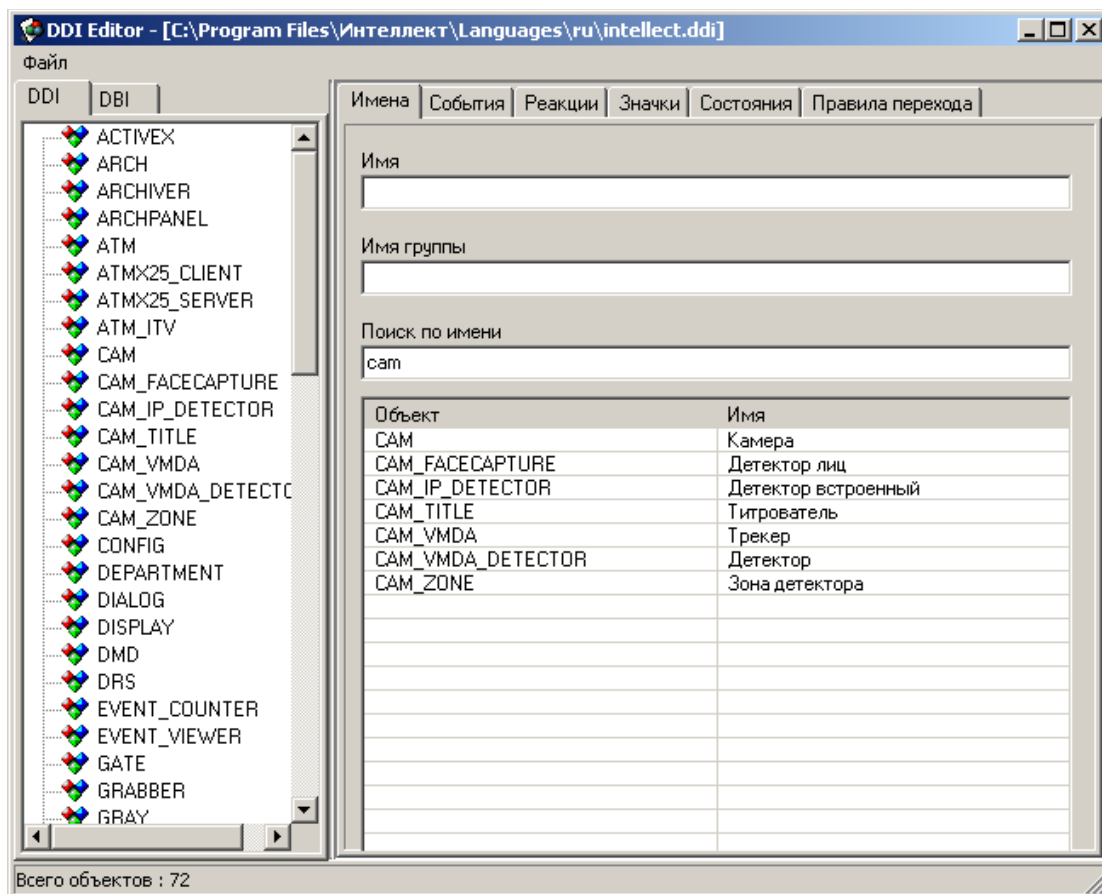 DDI Editor - [C:\Program Files\Интеллект\Languages\ru\intellect.ddi]
Файл
DDI DBI
ACTIVEX
ARCH
ARCHIVER
ARCHPANEL
ATM
ATMX25_CLIENT
ATMX25_SERVER
ATM_ITV
CAM
CAM_FACECAPTURE
CAM_IP_DETECTOR
CAM_TITLE
CAM_VMDA
CAM_VMDA_DETECTO
CAM_ZONE
CONFIG
DEPARTMENT
DIALOG
DISPLAY
DMD
DRS
EVENT_COUNTER
EVENT_VIEWER
GATE
GRABBER
GRAY
Имена События Реакции Значки Состояния Правила перехода
Имя
Имя группы
Поиск по имени
cam
Объект Имя
CAM Камера
CAM_FACECAPTURE Детектор лиц
CAM_IP_DETECTOR Детектор встроенный
CAM_TITLE Титрователь
CAM_VMDA Трекер
CAM_VMDA_DETECTOR Детектор
CAM_ZONE Зона детектора
Всего объектов : 72